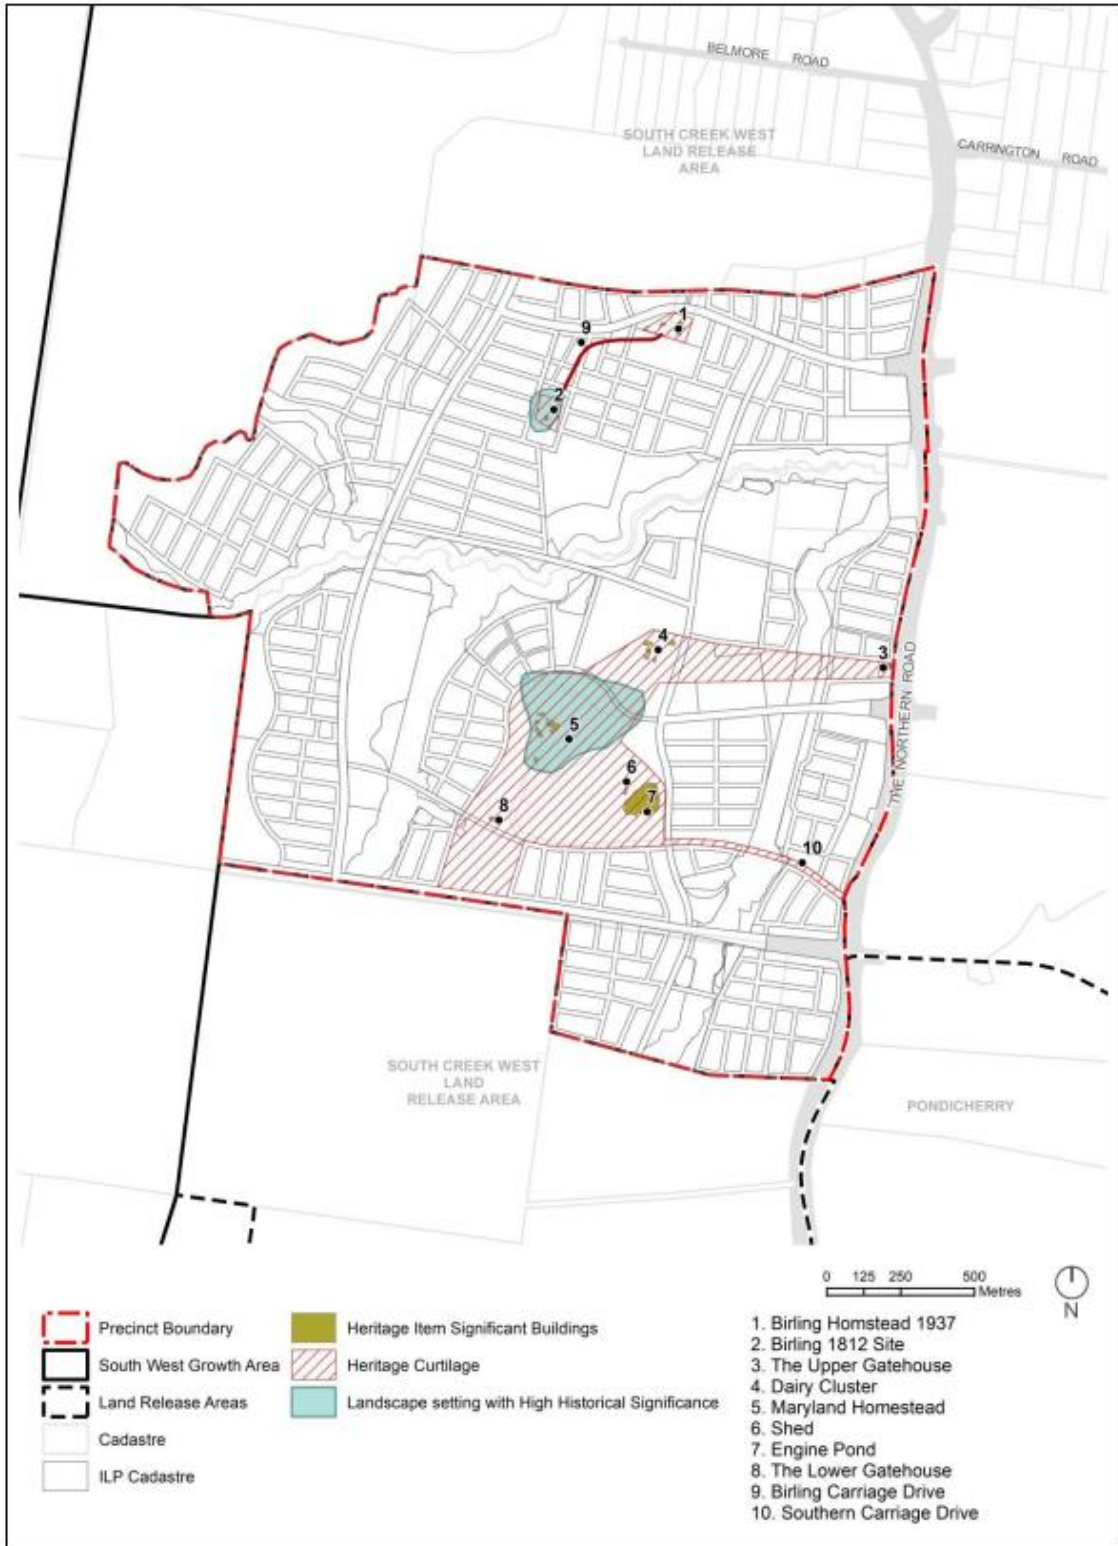 BELMORE ROAD
SOUTH CREEK WEST
LAND RELEASE
AREA
CARRINGTON ROAD
1
9
2
4
3
THE NORTHERN ROAD
5
6
7
8
10
SOUTH CREEK WEST
LAND
RELEASE AREA
PONDICHERRY
0 125 250 500
Metres
N
Precinct Boundary
South West Growth Area
Land Release Areas
Cadastre
ILP Cadastre
Heritage Item Significant Buildings
Heritage Curtilage
Landscape setting with High Historical Significance
1. Birling Homstead 1937
2. Birling 1812 Site
3. The Upper Gatehouse
4. Dairy Cluster
5. Maryland Homestead
6. Shed
7. Engine Pond
8. The Lower Gatehouse
9. Birling Carriage Drive
10. Southern Carriage Drive